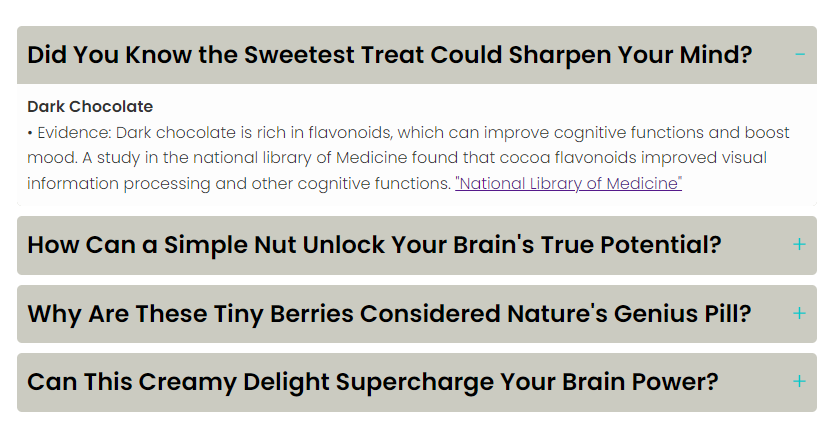 Did You Know the Sweetest Treat Could Sharpen Your Mind? −
Dark Chocolate
• Evidence: Dark chocolate is rich in flavonoids, which can improve cognitive functions and boost
mood. A study in the national library of Medicine found that cocoa flavonoids improved visual
information processing and other cognitive functions. "National Library of Medicine"
How Can a Simple Nut Unlock Your Brain's True Potential? +
Why Are These Tiny Berries Considered Nature's Genius Pill? +
Can This Creamy Delight Supercharge Your Brain Power? +